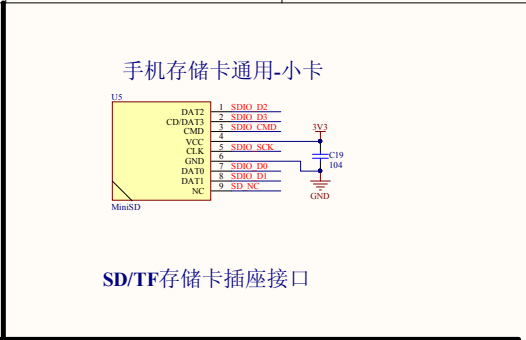 手机存储卡通用-小卡
U5
DAT2 1 SDIO_D2
CD/DAT3 2 SDIO_D3
CMD 3 SDIO_CMD
VCC 4
CLK 5 SDIO_SCK
GND 6
DAT0 7 SDIO_D0
DAT1 8 SDIO_D1
NC 9 SD_NC
MiniSD
3V3
C19
104
GND
SD/TF存储卡插座接口